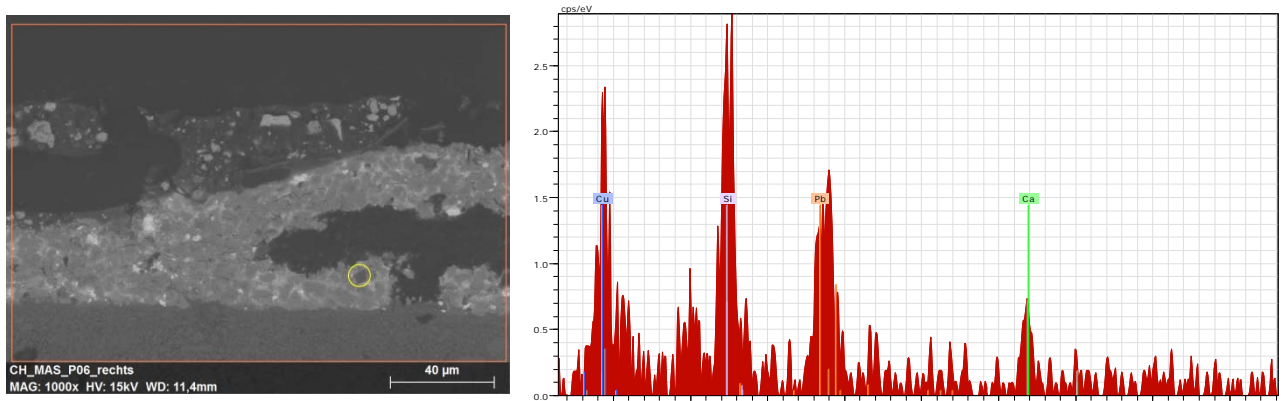 CH_MAS_P06_rechts
MAG: 1000x HV: 15kV WD: 11,4mm
40 µm
cps/eV
2.5
2.0
1.5
1.0
0.5
0.0
Cu
Si
Pb
Ca